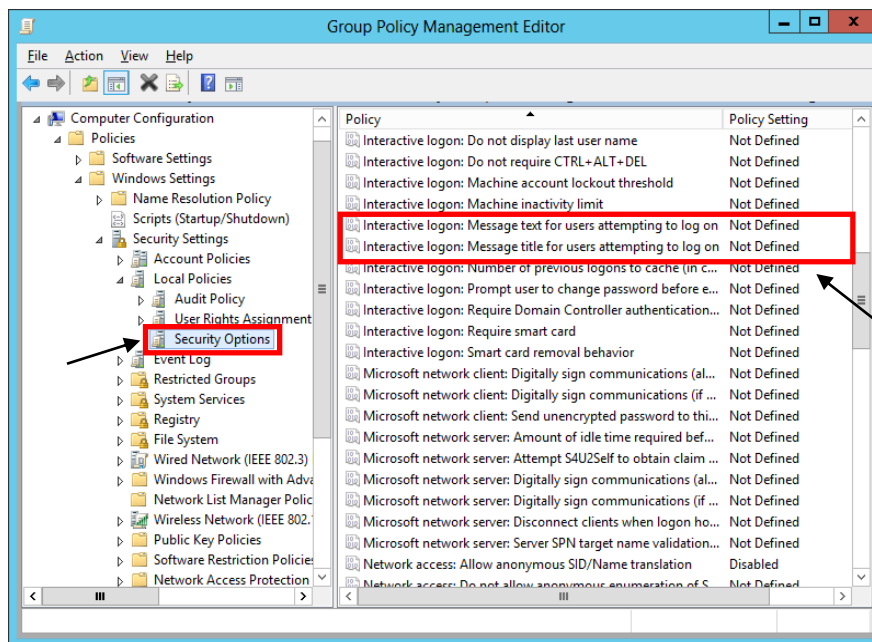 Group Policy Management Editor
File Action View Help
Computer Configuration
Policies
Software Settings
Windows Settings
Name Resolution Policy
Scripts (Startup/Shutdown)
Security Settings
Account Policies
Local Policies
Audit Policy
User Rights Assignment
Security Options
Event Log
Restricted Groups
System Services
Registry
File System
Wired Network (IEEE 802.3)
Windows Firewall with Adva
Network List Manager Polic
Wireless Network (IEEE 802.1
Public Key Policies
Software Restriction Policies
Network Access Protection
Policy Policy Setting
Interactive logon: Do not display last user name Not Defined
Interactive logon: Do not require CTRL+ALT+DEL Not Defined
Interactive logon: Machine account lockout threshold Not Defined
Interactive logon: Machine inactivity limit Not Defined
Interactive logon: Message text for users attempting to log on Not Defined
Interactive logon: Message title for users attempting to log on Not Defined
Interactive logon: Number of previous logons to cache (in c... Not Defined
Interactive logon: Prompt user to change password before e... Not Defined
Interactive logon: Require Domain Controller authentication... Not Defined
Interactive logon: Require smart card Not Defined
Interactive logon: Smart card removal behavior Not Defined
Microsoft network client: Digitally sign communications (al... Not Defined
Microsoft network client: Digitally sign communications (if ... Not Defined
Microsoft network client: Send unencrypted password to thi... Not Defined
Microsoft network server: Amount of idle time required bef... Not Defined
Microsoft network server: Attempt S4U2Self to obtain claim ... Not Defined
Microsoft network server: Digitally sign communications (al... Not Defined
Microsoft network server: Digitally sign communications (if ... Not Defined
Microsoft network server: Disconnect clients when logon ho... Not Defined
Microsoft network server: Server SPN target name validation... Not Defined
Network access: Allow anonymous SID/Name translation Disabled
Network access: Do not allow anonymous enumeration of S... Not Defined